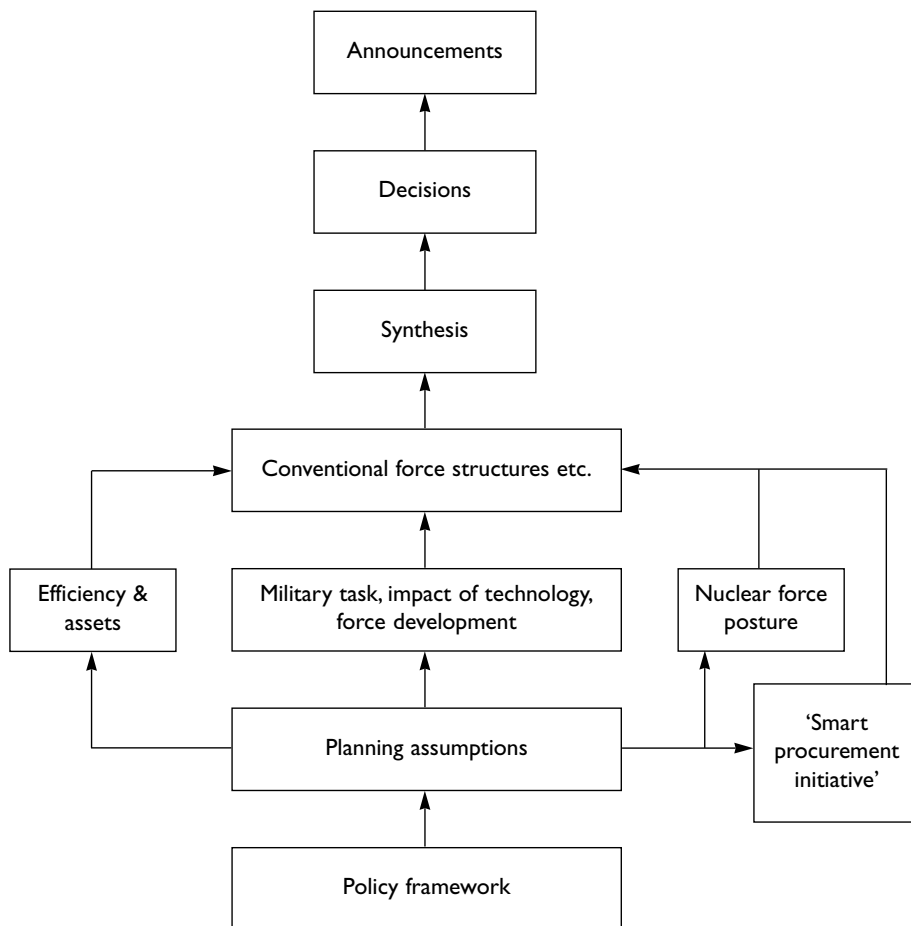 Announcements
Decisions
Synthesis
Conventional force structures etc.
Efficiency &
assets
Military task, impact of technology,
force development
Nuclear force
posture
Planning assumptions
‘Smart
procurement
initiative’
Policy framework